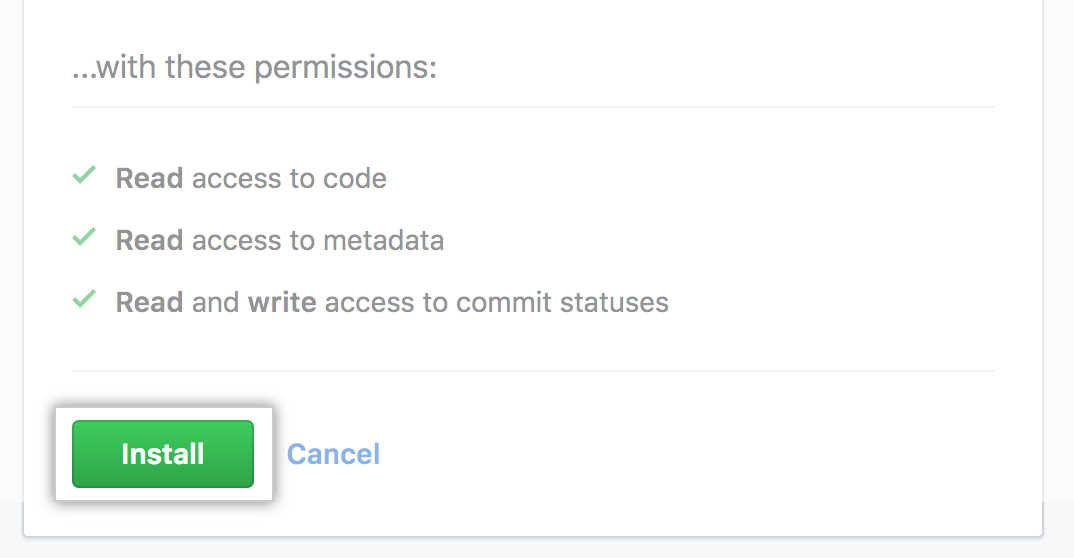 ...with these permissions:
Read access to code
Read access to metadata
Read and write access to commit statuses
Install Cancel